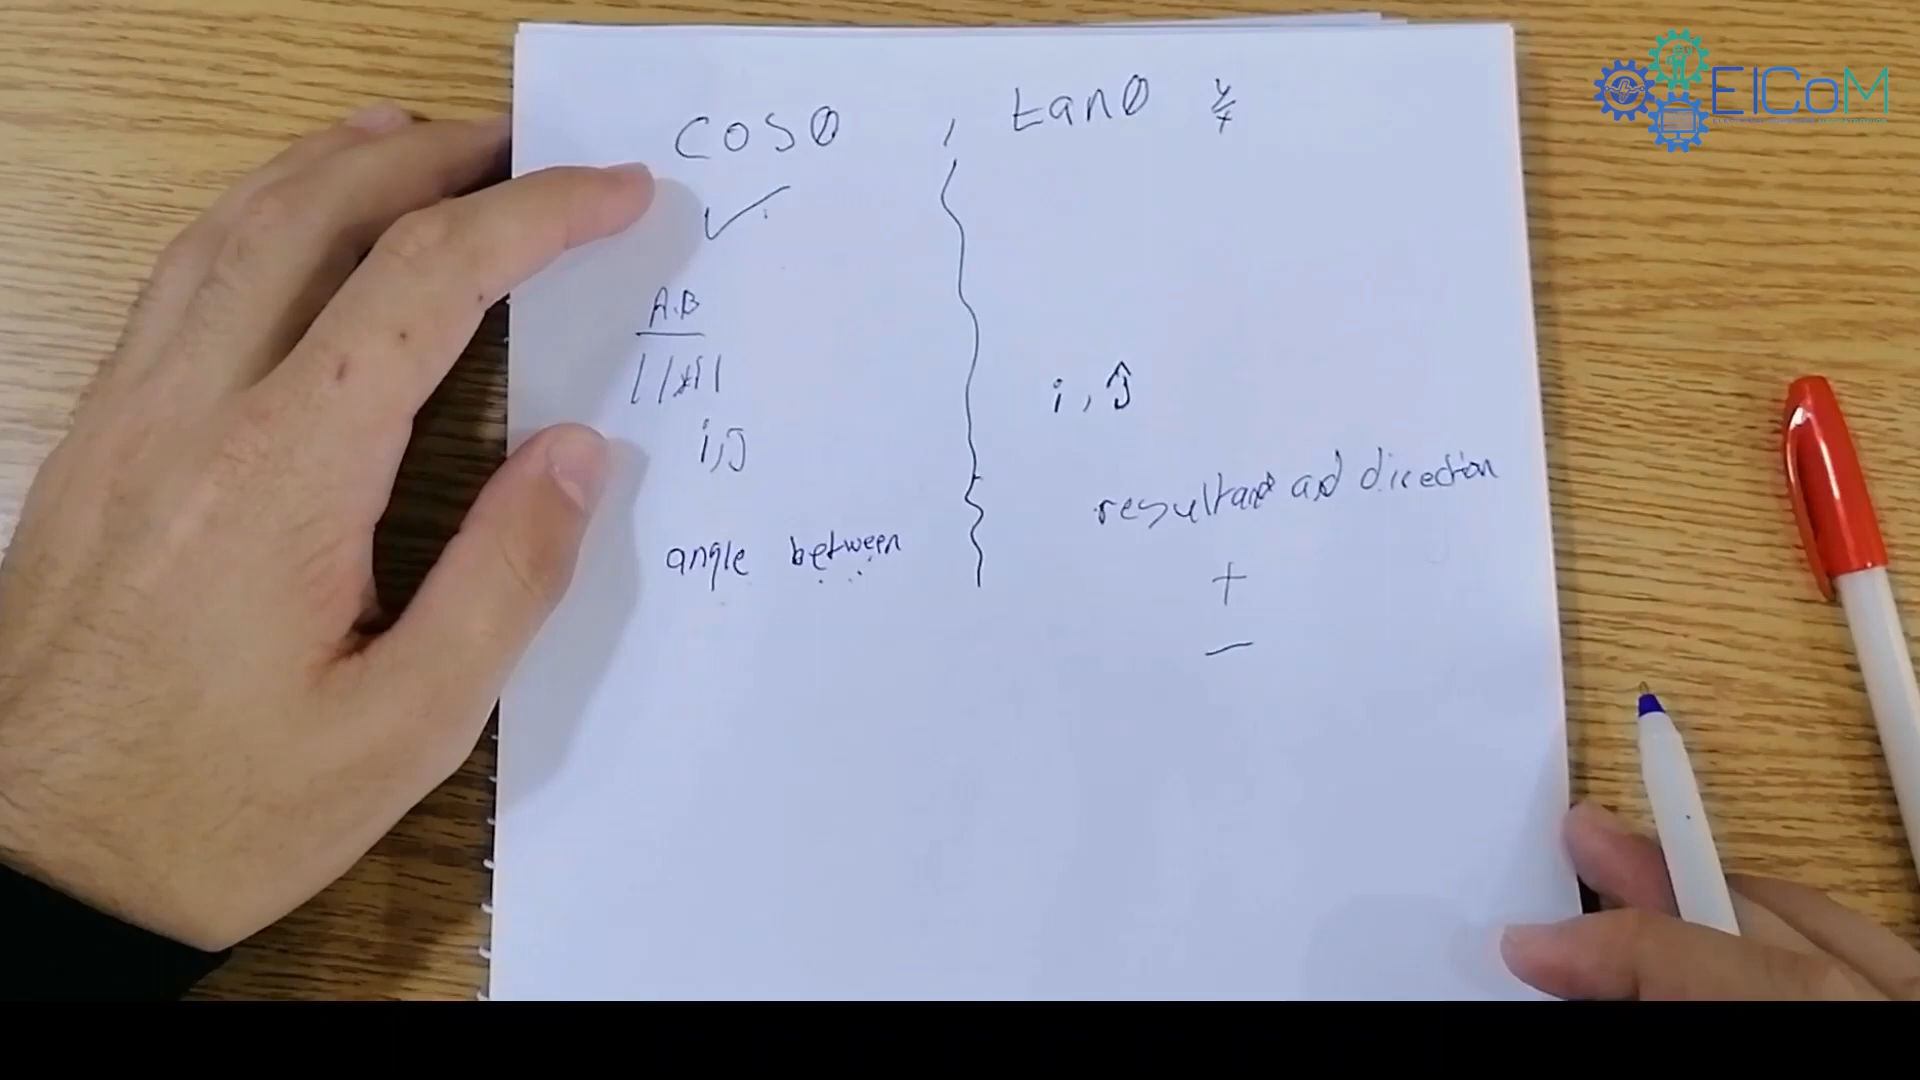 cosθ , tanθ y/x
A.B
| |*| |
i,j
i, ĵ
angle between
resultant and direction
+
−
EICoM